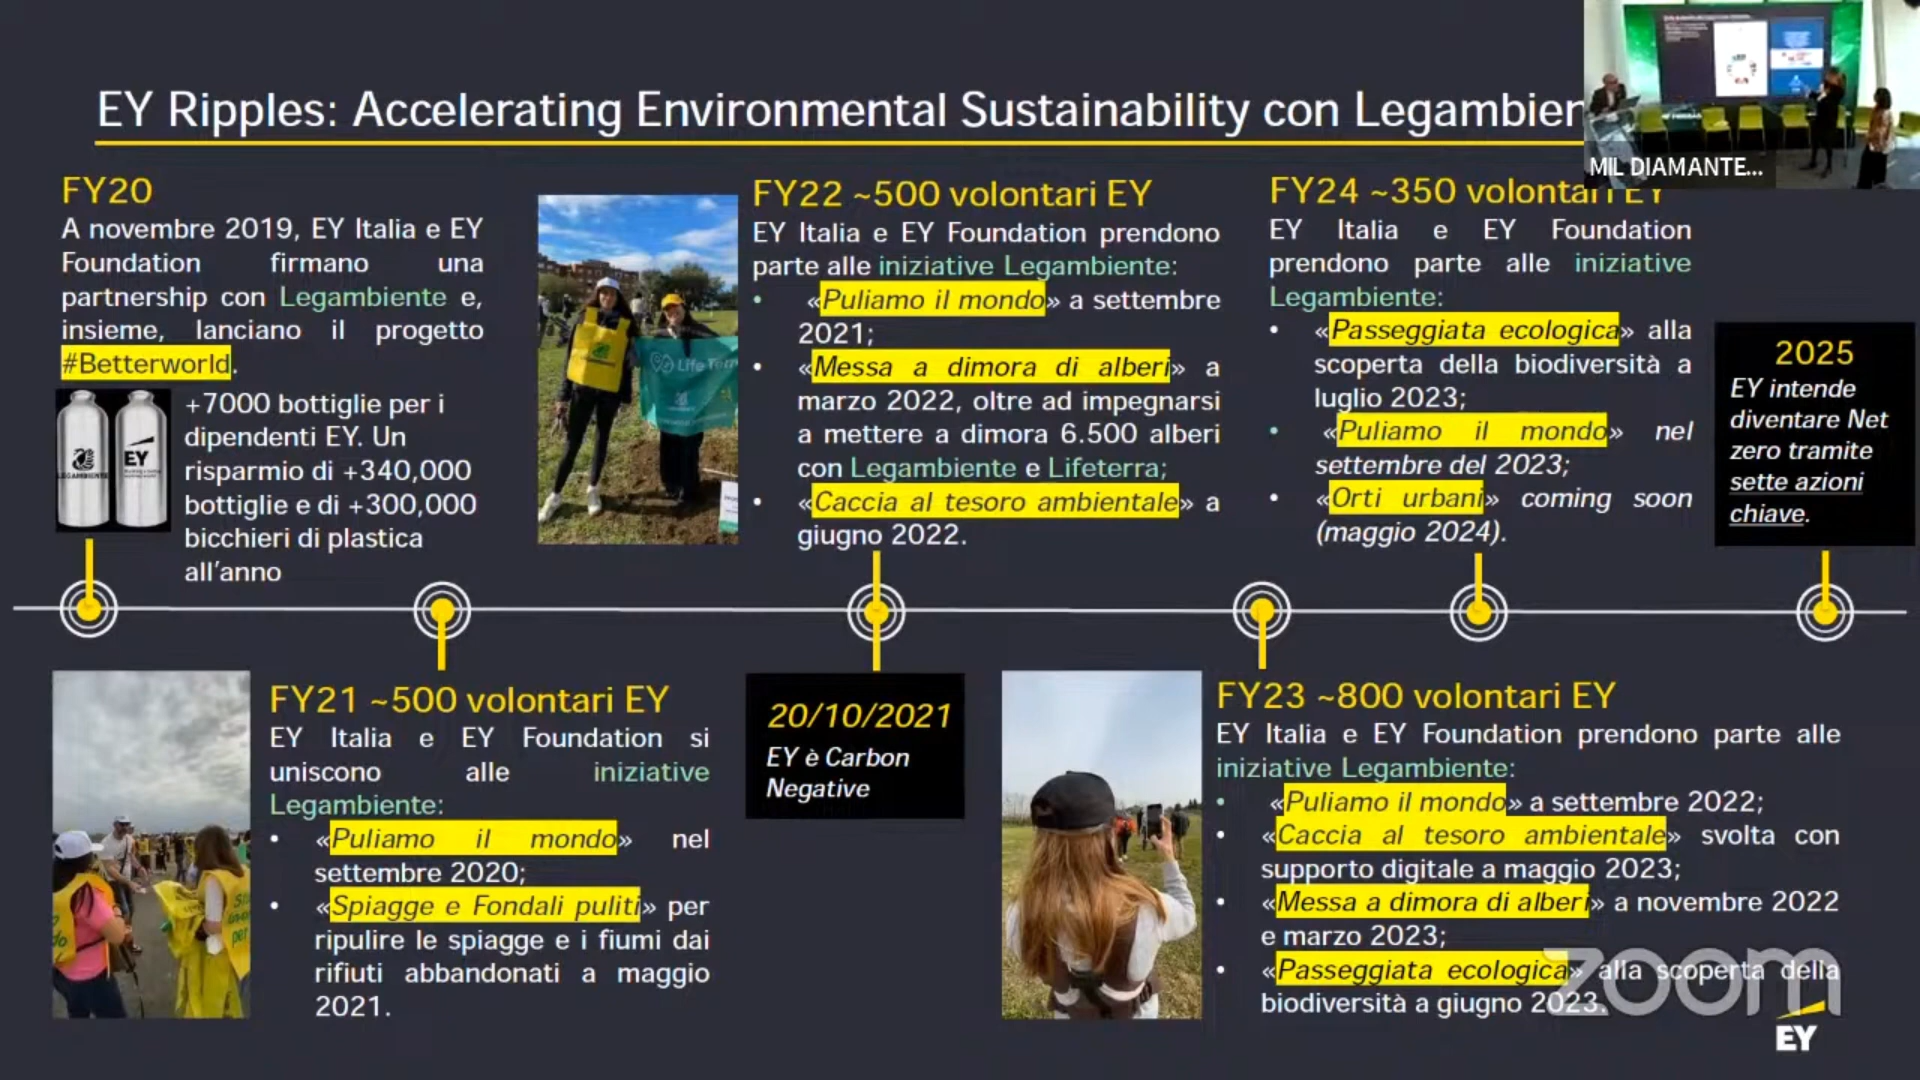 EY Ripples: Accelerating Environmental Sustainability con Legambien
MIL DIAMANTE...
FY20
A novembre 2019, EY Italia e EY
Foundation firmano una
partnership con Legambiente e,
insieme, lanciano il progetto
#Betterworld.
+7000 bottiglie per i
dipendenti EY. Un
risparmio di +340,000
bottiglie e di +300,000
bicchieri di plastica
all'anno
LEGAMBIENTE
EY
Life Terr
FY22 ~500 volontari EY
EY Italia e EY Foundation prendono
parte alle iniziative Legambiente:
• «Puliamo il mondo» a settembre
2021;
• «Messa a dimora di alberi» a
marzo 2022, oltre ad impegnarsi
a mettere a dimora 6.500 alberi
con Legambiente e Lifeterra;
• «Caccia al tesoro ambientale» a
giugno 2022.
FY24 ~350 volontari EY
EY Italia e EY Foundation
prendono parte alle iniziative
Legambiente:
• «Passeggiata ecologica» alla
scoperta della biodiversità a
luglio 2023;
• «Puliamo il mondo» nel
settembre del 2023;
• «Orti urbani» coming soon
(maggio 2024).
2025
EY intende
diventare Net
zero tramite
sette azioni
chiave.
FY21 ~500 volontari EY
EY Italia e EY Foundation si
uniscono alle iniziative
Legambiente:
• «Puliamo il mondo» nel
settembre 2020;
• «Spiagge e Fondali puliti» per
ripulire le spiagge e i fiumi dai
rifiuti abbandonati a maggio
2021.
20/10/2021
EY è Carbon
Negative
FY23 ~800 volontari EY
EY Italia e EY Foundation prendono parte alle
iniziative Legambiente:
• «Puliamo il mondo» a settembre 2022;
• «Caccia al tesoro ambientale» svolta con
supporto digitale a maggio 2023;
• «Messa a dimora di alberi» a novembre 2022
e marzo 2023;
• «Passeggiata ecologica» alla scoperta della
biodiversità a giugno 2023.
zoom
EY